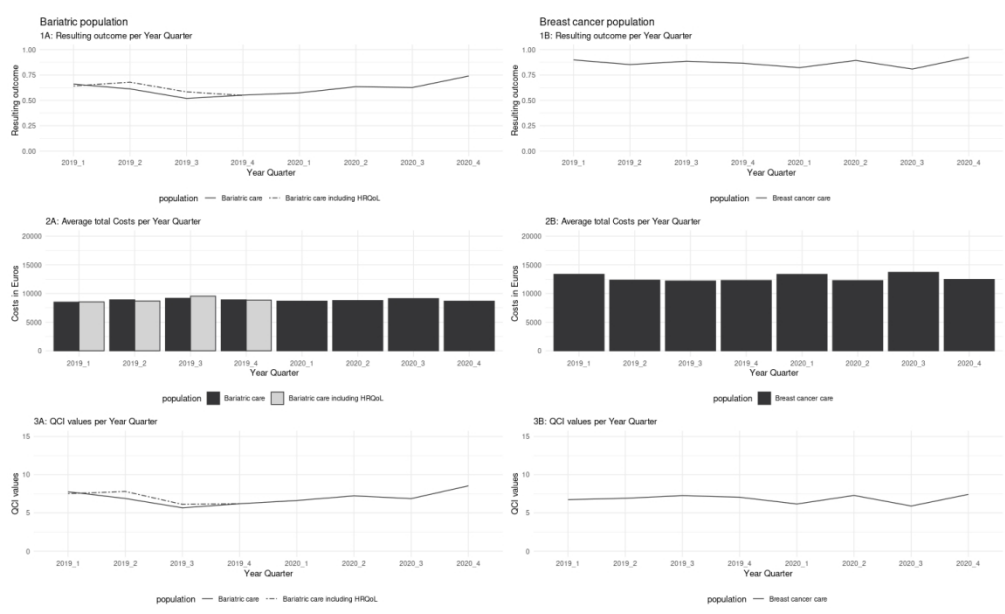 Bariatric population
1A: Resulting outcome per Year Quarter
1.00
0.75
0.50
0.25
0.00
Resulting outcome
2019_1 2019_2 2019_3 2019_4 2020_1 2020_2 2020_3 2020_4
Year Quarter
population Bariatric care Bariatric care including HRQoL
Breast cancer population
1B: Resulting outcome per Year Quarter
1.00
0.75
0.50
0.25
0.00
Resulting outcome
2019_1 2019_2 2019_3 2019_4 2020_1 2020_2 2020_3 2020_4
Year Quarter
population Breast cancer care
2A: Average total Costs per Year Quarter
20000
15000
10000
5000
0
Costs in Euros
2019_1 2019_2 2019_3 2019_4 2020_1 2020_2 2020_3 2020_4
Year Quarter
population Bariatric care Bariatric care including HRQoL
2B: Average total Costs per Year Quarter
20000
15000
10000
5000
0
Costs in Euros
2019_1 2019_2 2019_3 2019_4 2020_1 2020_2 2020_3 2020_4
Year Quarter
population Breast cancer care
3A: QCI values per Year Quarter
15
10
5
0
QCI values
2019_1 2019_2 2019_3 2019_4 2020_1 2020_2 2020_3 2020_4
Year Quarter
population Bariatric care Bariatric care including HRQoL
3B: QCI values per Year Quarter
15
10
5
0
QCI values
2019_1 2019_2 2019_3 2019_4 2020_1 2020_2 2020_3 2020_4
Year Quarter
population Breast cancer care